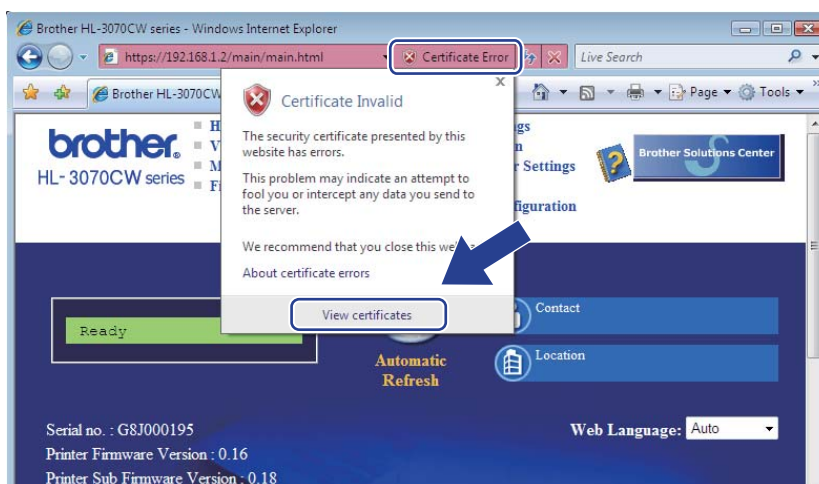 Brother HL-3070CW series - Windows Internet Explorer
https://192.168.1.2/main/main.html
Certificate Error
Live Search
Brother HL-3070CW
Page
Tools
Certificate Invalid
The security certificate presented by this
website has errors.
This problem may indicate an attempt to
fool you or intercept any data you send to
the server.
We recommend that you close this
About certificate errors
View certificates
brother.
HL-3070CW series
Settings
Brother Solutions Center
Ready
Automatic
Refresh
Contact
Location
Serial no. : G8J000195
Printer Firmware Version : 0.16
Printer Sub Firmware Version : 0.18
Web Language:
Auto